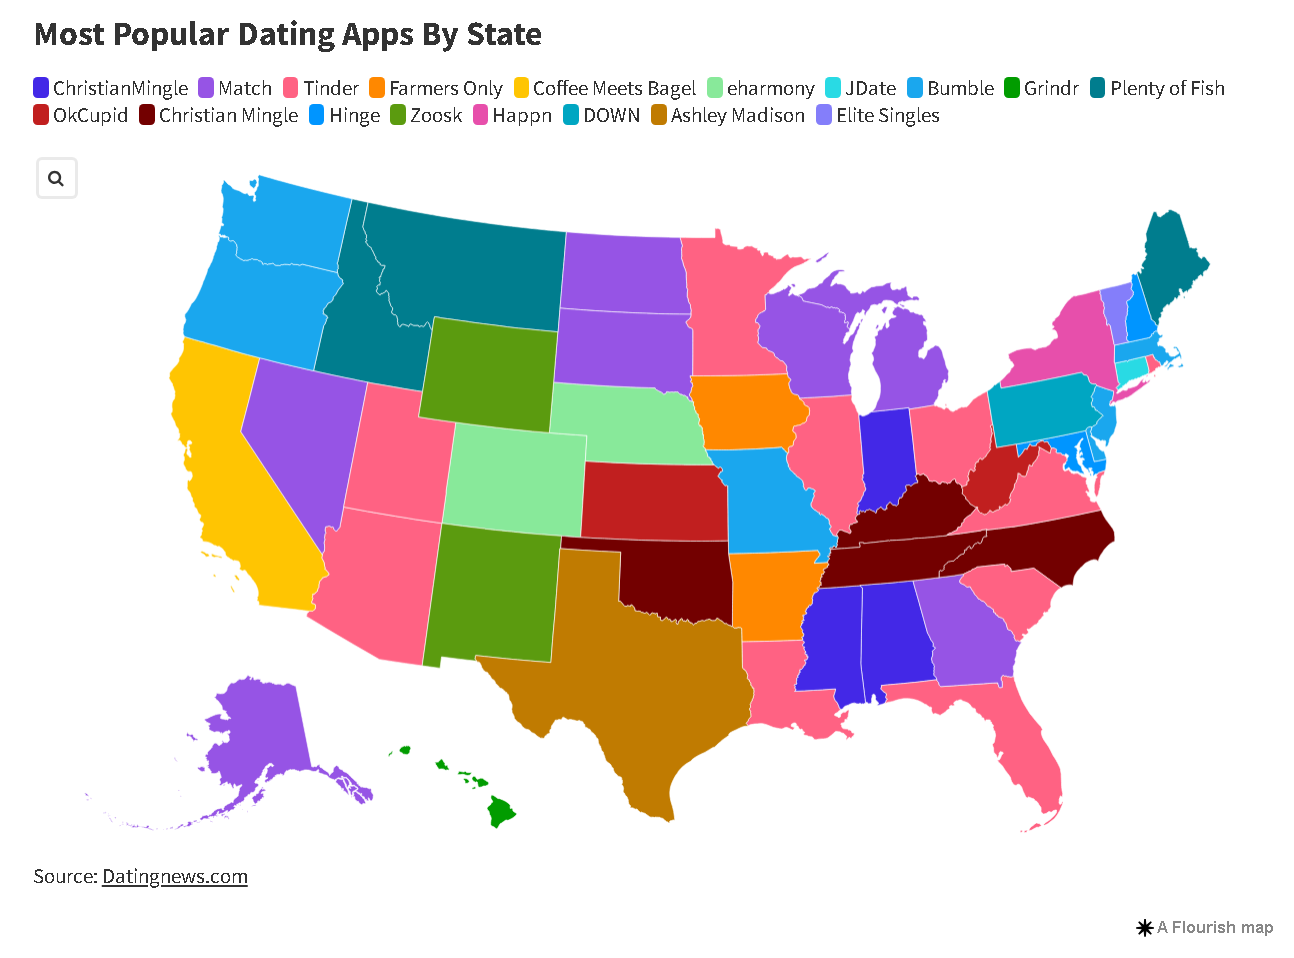 Most Popular Dating Apps By State
ChristianMingle Match Tinder Farmers Only Coffee Meets Bagel eharmony JDate Bumble Grindr Plenty of Fish
OkCupid Christian Mingle Hinge Zoosk Happn DOWN Ashley Madison Elite Singles
Source: Datingnews.com
A Flourish map